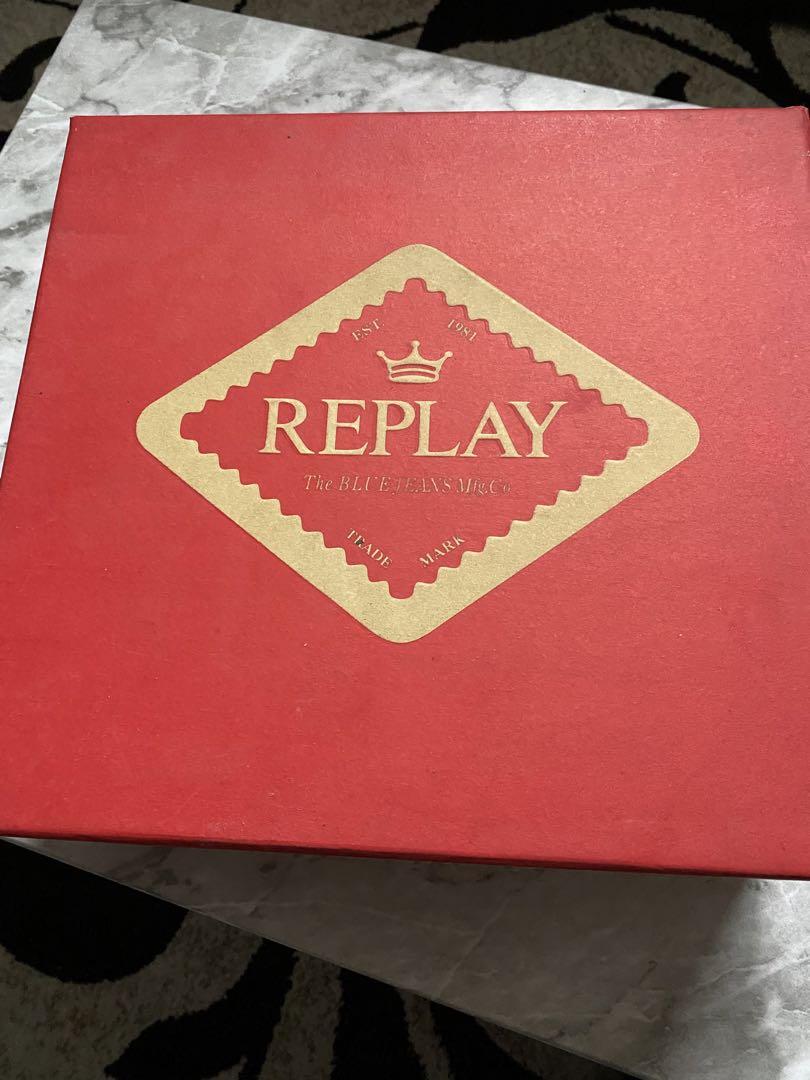 EST. 1981
REPLAY
The BLUE JEANS Mfg.Co
TRADE MARK